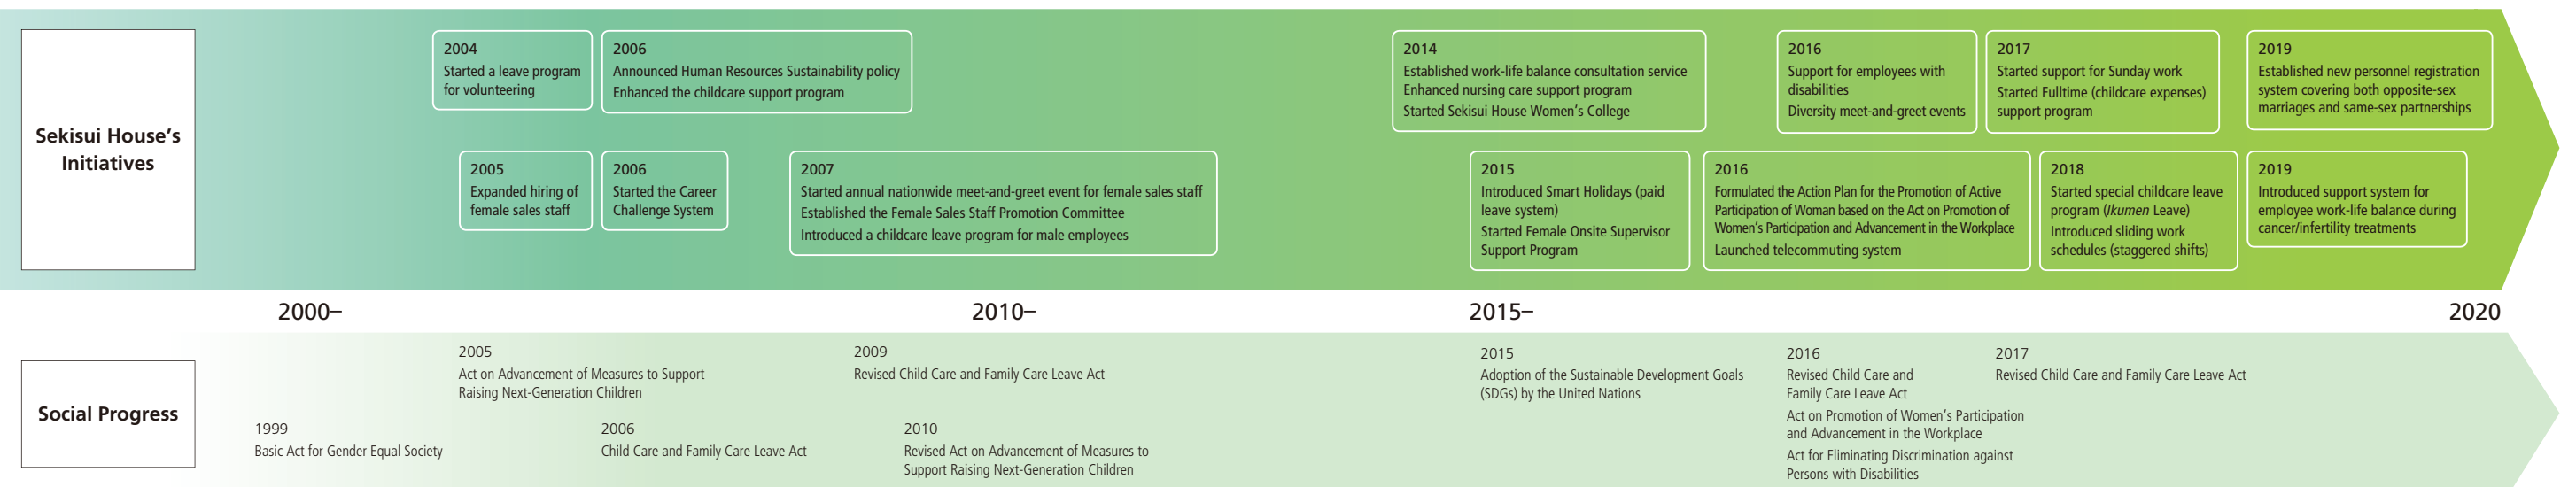 Sekisui House’s
Initiatives
2004
Started a leave program
for volunteering
2006
Announced Human Resources Sustainability policy
Enhanced the childcare support program
2014
Established work-life balance consultation service
Enhanced nursing care support program
Started Sekisui House Women’s College
2016
Support for employees with
disabilities
Diversity meet-and-greet events
2017
Started support for Sunday work
Started Fulltime (childcare expenses)
support program
2019
Established new personnel registration
system covering both opposite-sex
marriages and same-sex partnerships
2005
Expanded hiring of
female sales staff
2006
Started the Career
Challenge System
2007
Started annual nationwide meet-and-greet event for female sales staff
Established the Female Sales Staff Promotion Committee
Introduced a childcare leave program for male employees
2015
Introduced Smart Holidays (paid
leave system)
Started Female Onsite Supervisor
Support Program
2016
Formulated the Action Plan for the Promotion of Active
Participation of Woman based on the Act on Promotion of
Women’s Participation and Advancement in the Workplace
Launched telecommuting system
2018
Started special childcare leave
program (Ikumen Leave)
Introduced sliding work
schedules (staggered shifts)
2019
Introduced support system for
employee work-life balance during
cancer/infertility treatments
2000–
2010–
2015–
2020
Social Progress
2005
Act on Advancement of Measures to Support
Raising Next-Generation Children
2009
Revised Child Care and Family Care Leave Act
2015
Adoption of the Sustainable Development Goals
(SDGs) by the United Nations
2016
Revised Child Care and
Family Care Leave Act
Act on Promotion of Women’s Participation
and Advancement in the Workplace
Act for Eliminating Discrimination against
Persons with Disabilities
2017
Revised Child Care and Family Care Leave Act
1999
Basic Act for Gender Equal Society
2006
Child Care and Family Care Leave Act
2010
Revised Act on Advancement of Measures to
Support Raising Next-Generation Children